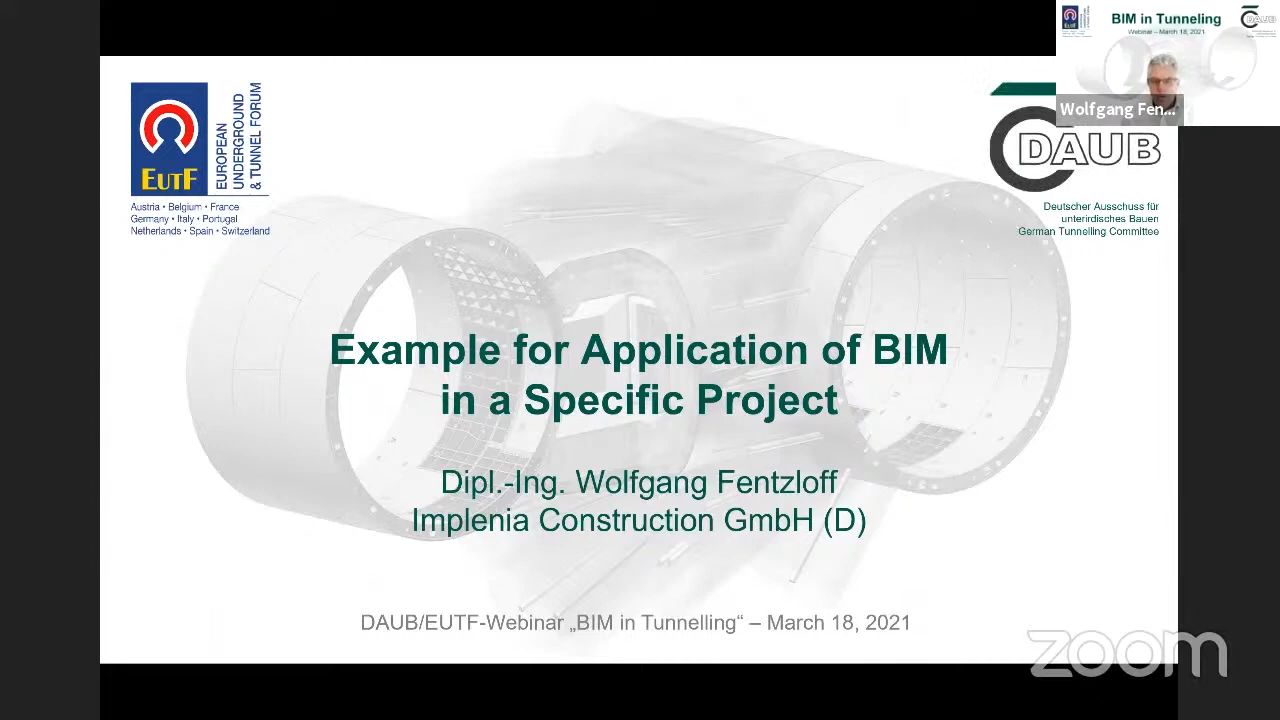 BIM in Tunneling
Webinar – March 18, 2021
Wolfgang Fen...
EUTF
EUROPEAN
UNDERGROUND
& TUNNEL FORUM
Austria • Belgium • France
Germany • Italy • Portugal
Netherlands • Spain • Switzerland
DAUB
Deutscher Ausschuss für
unterirdisches Bauen
German Tunnelling Committee
Example for Application of BIM
in a Specific Project
Dipl.-Ing. Wolfgang Fentzloff
Implenia Construction GmbH (D)
DAUB/EUTF-Webinar „BIM in Tunnelling“ – March 18, 2021
zoom